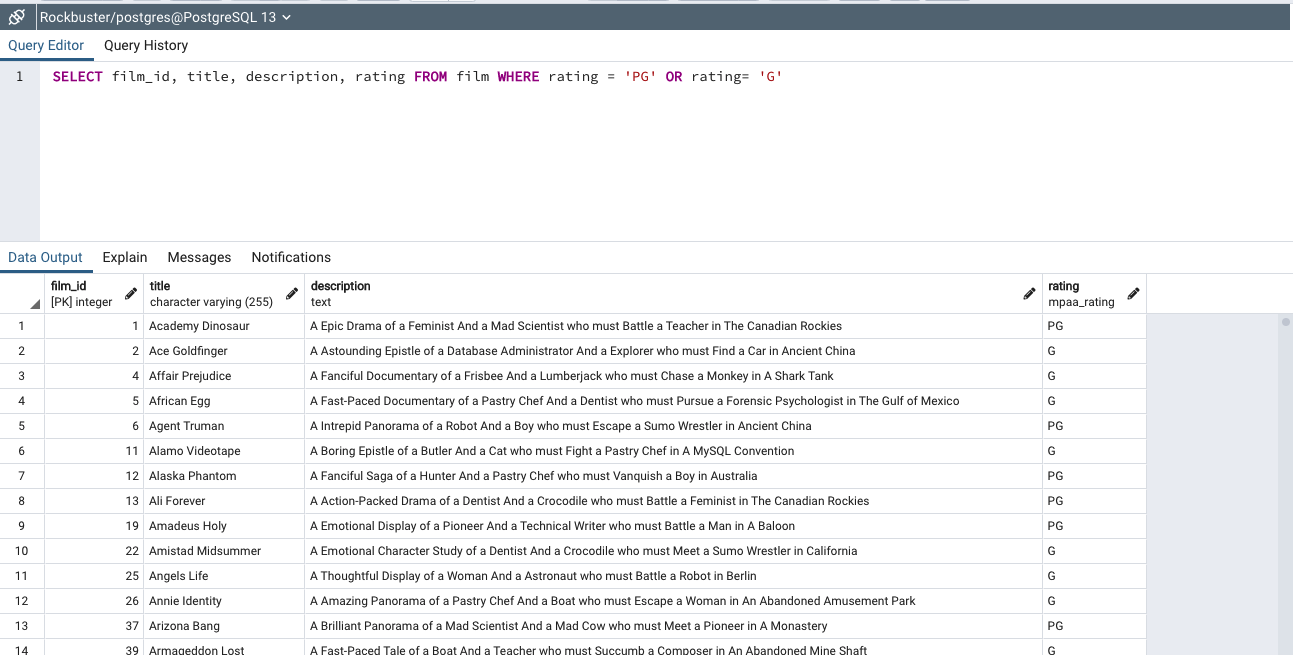 Rockbuster/postgres@PostgreSQL 13
Query Editor Query History
1 SELECT film_id, title, description, rating FROM film WHERE rating = 'PG' OR rating= 'G'
Data Output Explain Messages Notifications
film_id title description rating
[PK] integer character varying (255) text mpaa_rating
1 1 Academy Dinosaur A Epic Drama of a Feminist And a Mad Scientist who must Battle a Teacher in The Canadian Rockies PG
2 2 Ace Goldfinger A Astounding Epistle of a Database Administrator And a Explorer who must Find a Car in Ancient China G
3 4 Affair Prejudice A Fanciful Documentary of a Frisbee And a Lumberjack who must Chase a Monkey in A Shark Tank G
4 5 African Egg A Fast-Paced Documentary of a Pastry Chef And a Dentist who must Pursue a Forensic Psychologist in The Gulf of Mexico G
5 6 Agent Truman A Intrepid Panorama of a Robot And a Boy who must Escape a Sumo Wrestler in Ancient China PG
6 11 Alamo Videotape A Boring Epistle of a Butler And a Cat who must Fight a Pastry Chef in A MySQL Convention G
7 12 Alaska Phantom A Fanciful Saga of a Hunter And a Pastry Chef who must Vanquish a Boy in Australia PG
8 13 Ali Forever A Action-Packed Drama of a Dentist And a Crocodile who must Battle a Feminist in The Canadian Rockies PG
9 19 Amadeus Holy A Emotional Display of a Pioneer And a Technical Writer who must Battle a Man in A Baloon PG
10 22 Amistad Midsummer A Emotional Character Study of a Dentist And a Crocodile who must Meet a Sumo Wrestler in California G
11 25 Angels Life A Thoughtful Display of a Woman And a Astronaut who must Battle a Robot in Berlin G
12 26 Annie Identity A Amazing Panorama of a Pastry Chef And a Boat who must Escape a Woman in An Abandoned Amusement Park G
13 37 Arizona Bang A Brilliant Panorama of a Mad Scientist And a Mad Cow who must Meet a Pioneer in A Monastery PG
14 39 Armageddon Lost A Fast-Paced Tale of a Boat And a Teacher who must Succumb a Composer in An Abandoned Mine Shaft G